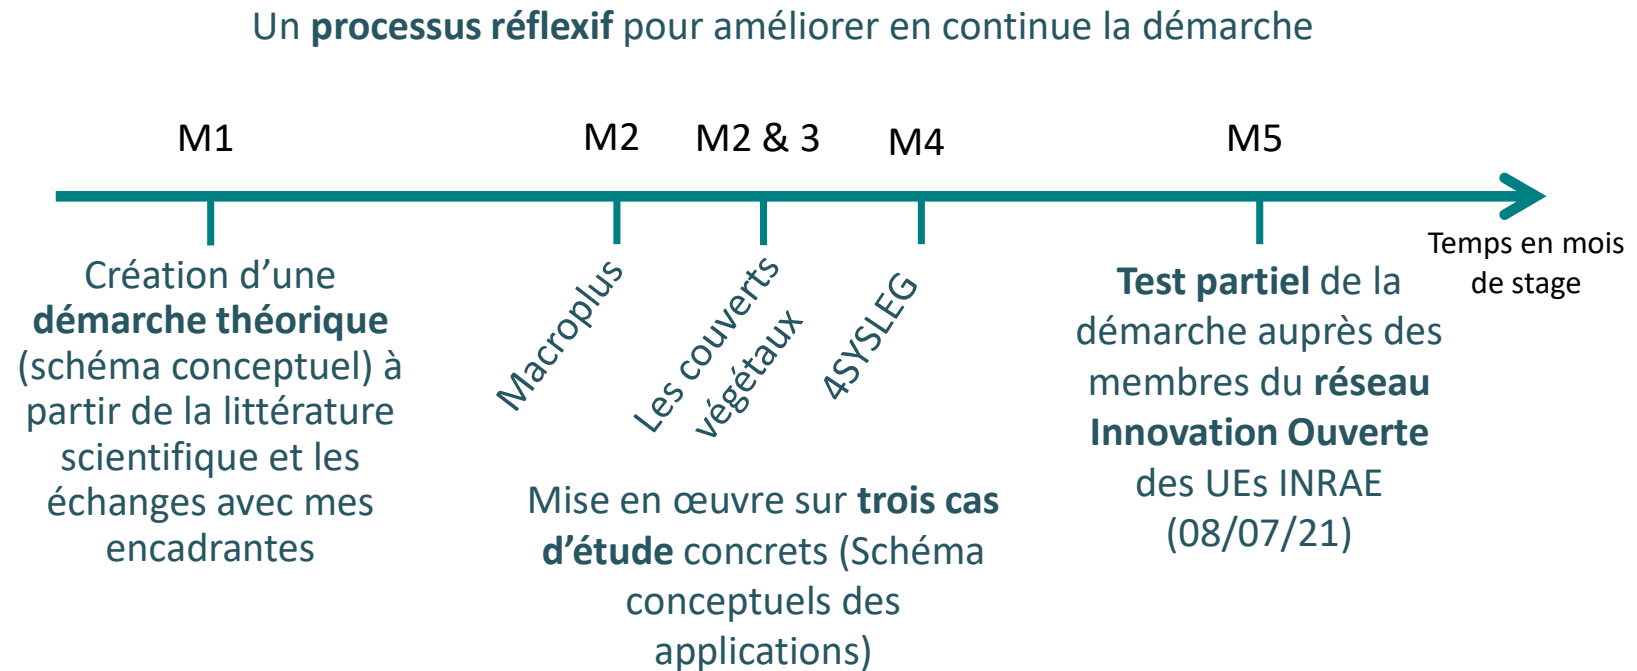 Un processus réflexif pour améliorer en continue la démarche
M1
M2
M2 & 3
M4
M5
Temps en mois
de stage
Création d’une
démarche théorique
(schéma conceptuel) à
partir de la littérature
scientifique et les
échanges avec mes
encadrantes
Macroplus
Les couverts
végétaux
4SYSLEG
Mise en œuvre sur trois cas
d’étude concrets (Schéma
conceptuels des
applications)
Test partiel de la
démarche auprès des
membres du réseau
Innovation Ouverte
des UEs INRAE
(08/07/21)